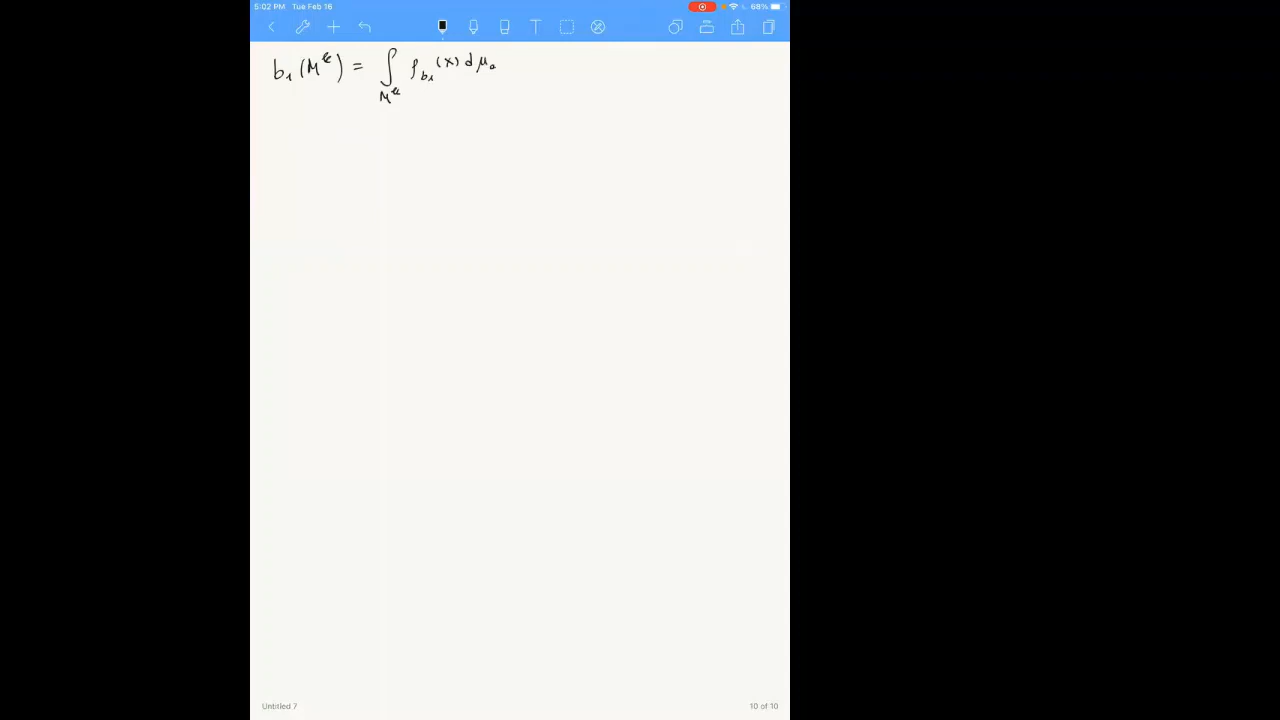 5:02 PM Tue Feb 16 68%
b₁(M^ε) = ∫_{M^ε} ρ_{b₁}(x) dμ₀
Untitled 7 10 of 10